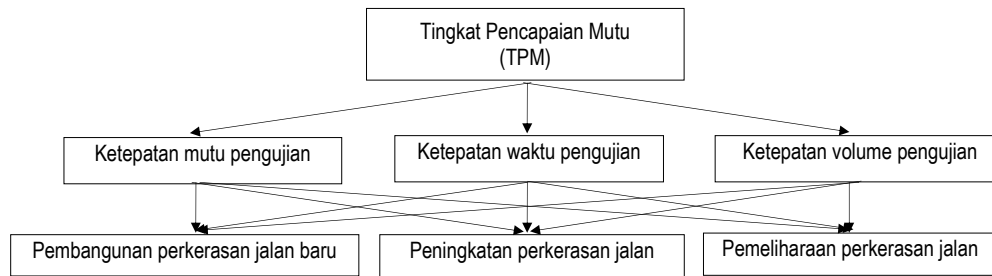 Tingkat Pencapaian Mutu
(TPM)
Ketepatan mutu pengujian
Ketepatan waktu pengujian
Ketepatan volume pengujian
Pembangunan perkerasan jalan baru
Peningkatan perkerasan jalan
Pemeliharaan perkerasan jalan